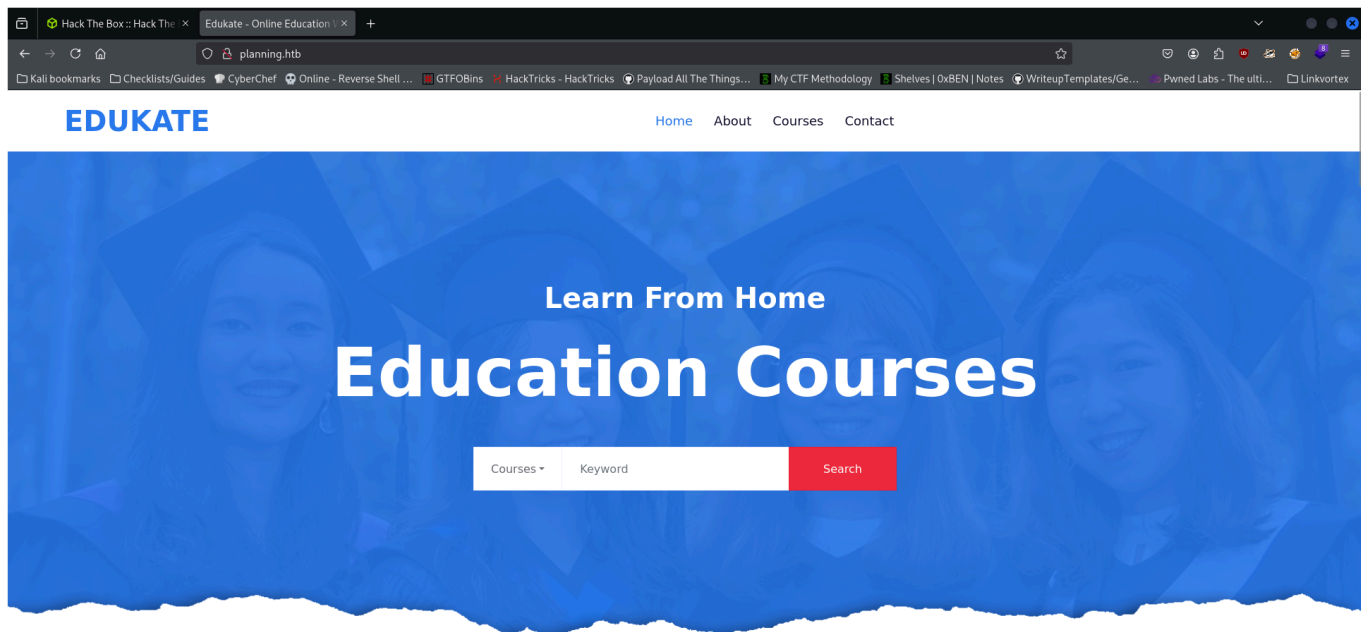 Hack The Box :: Hack The
Edukate - Online Education
planning.htb
Kali bookmarks
Checklists/Guides
CyberChef
Online - Reverse Shell ...
GTFOBins
HackTricks - HackTricks
Payload All The Things...
My CTF Methodology
Shelves | 0xBEN | Notes
WriteupTemplates/Ge...
Pwned Labs - The ulti...
Linkvortex
EDUKATE
Home About Courses Contact
Learn From Home
Education Courses
Courses Keyword Search